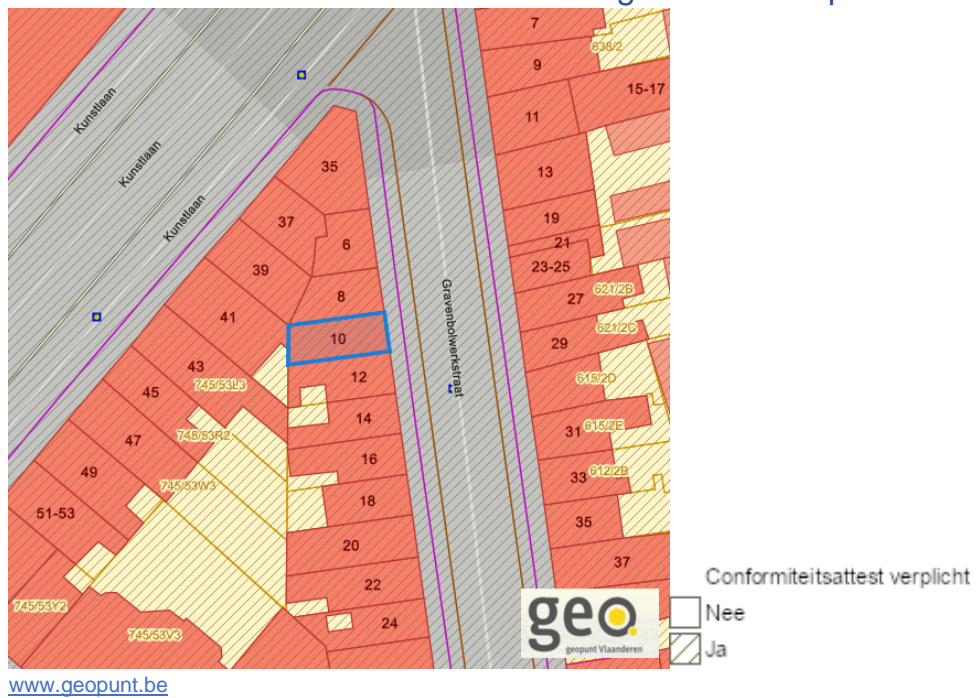 7
638/2
9
15-17
11
Kunstlaan
Kunstlaan
Kunstlaan
35
13
37
19
6
21
39
23-25
8
27
621/2B
41
Gravenbolwerkstraat
10
621/2C
29
43
12
745/53L3
615/2D
45
14
745/53R2
47
31
615/2E
16
49
33
612/2B
745/53W3
18
51-53
35
20
37
22
745/53Y2
24
745/53V3
geo.
geopunt Vlaanderen
Conformiteitsattest verplicht
Nee
Ja
www.geopunt.be